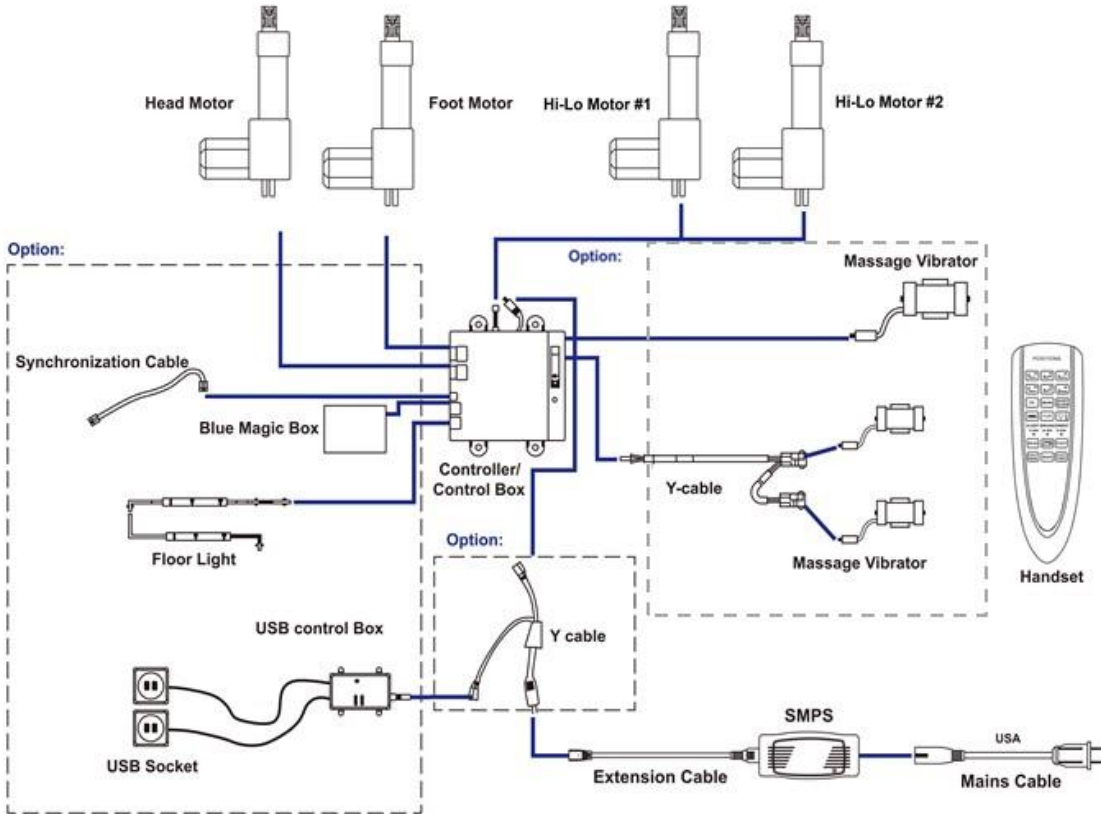 Head Motor
Foot Motor
Hi-Lo Motor #1
Hi-Lo Motor #2
Option:
Option:
Massage Vibrator
POSITIONS
Synchronization Cable
Blue Magic Box
Controller/
Control Box
Y-cable
Floor Light
Option:
Massage Vibrator
Handset
USB control Box
Y cable
SMPS
USA
USB Socket
Extension Cable
Mains Cable